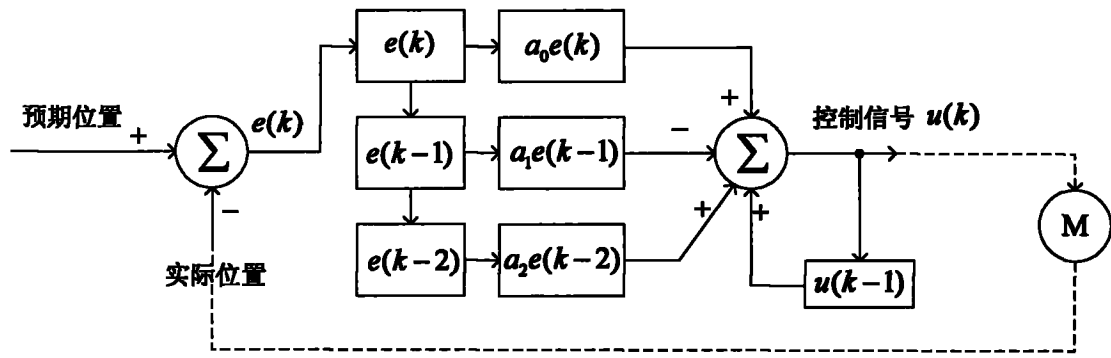 e(k)
a₀e(k)
预期位置
+
e(k)
+
控制信号 u(k)
Σ
e(k−1)
a₁e(k−1)
−
Σ
−
M
实际位置
e(k−2)
a₂e(k−2)
+
+
u(k−1)